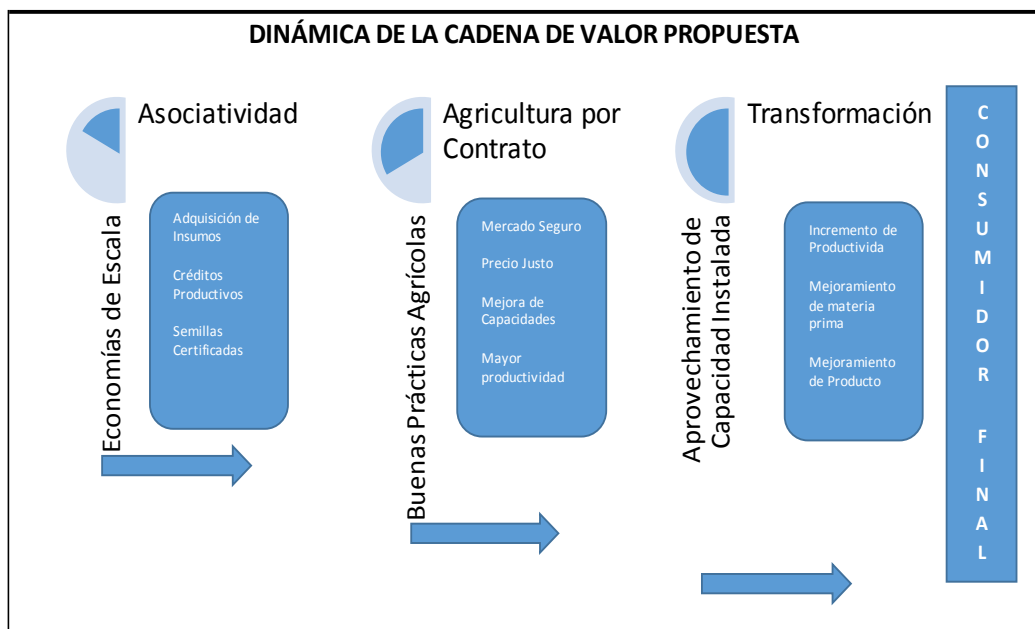 DINÁMICA DE LA CADENA DE VALOR PROPUESTA
Asociatividad
Economías de Escala
Adquisición de
Insumos
Créditos
Productivos
Semillas
Certificadas
Agricultura por
Contrato
Buenas Prácticas Agrícolas
Mercado Seguro
Precio Justo
Mejora de
Capacidades
Mayor
productividad
Transformación
Aprovechamiento de
Capacidad Instalada
Incremento de
Productivida
Mejoramiento
de materia
prima
Mejoramiento
de Producto
CONSUMIDOR FINAL